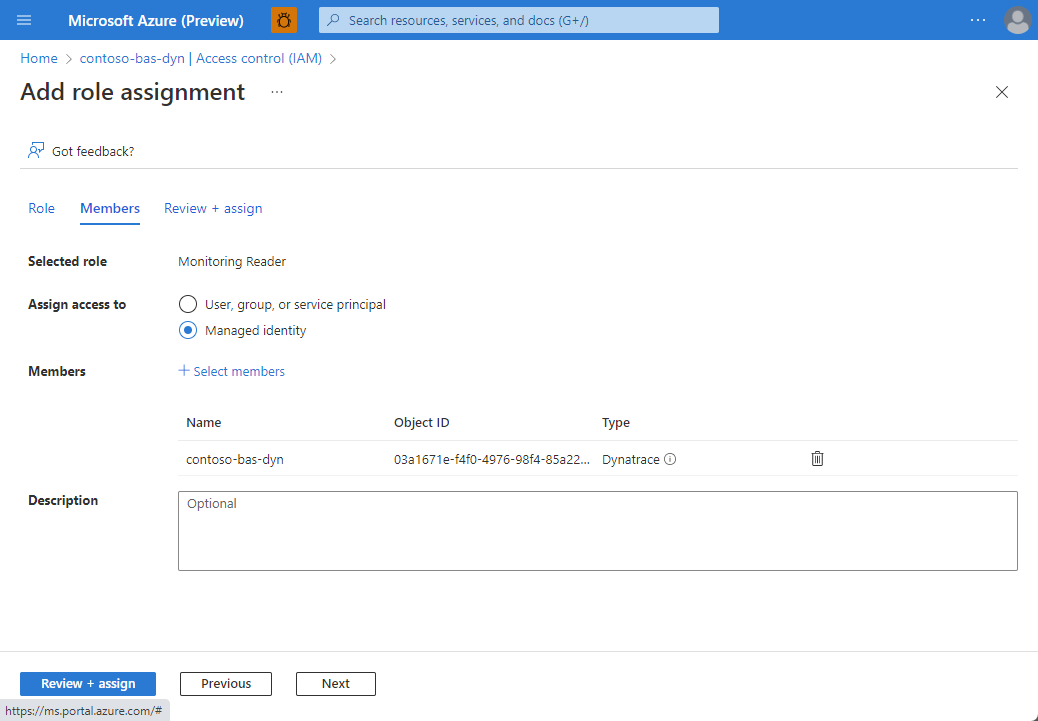 Microsoft Azure (Preview)
Search resources, services, and docs (G+/)
Home > contoso-bas-dyn | Access control (IAM) >
Add role assignment ...
Got feedback?
Role Members Review + assign
Selected role Monitoring Reader
Assign access to User, group, or service principal
Managed identity
Members + Select members
Name Object ID Type
contoso-bas-dyn 03a1671e-f4f0-4976-98f4-85a22... Dynatrace
Description Optional
Review + assign Previous Next
https://ms.portal.azure.com/#